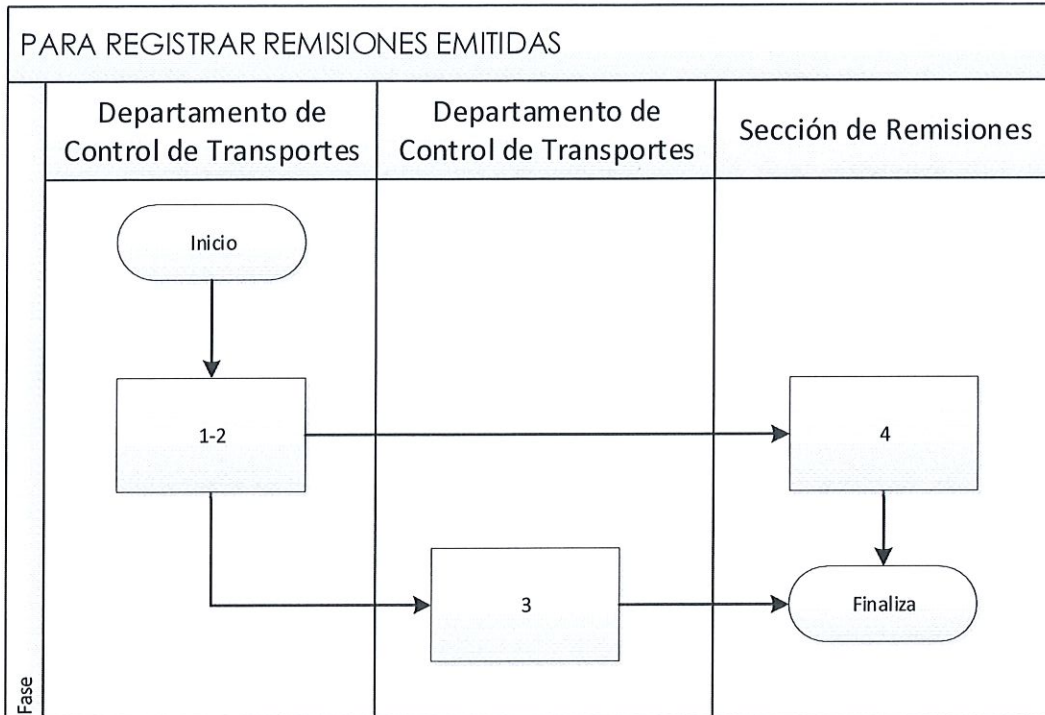 PARA REGISTRAR REMISIONES EMITIDAS
Departamento de
Control de Transportes
Departamento de
Control de Transportes
Sección de Remisiones
Inicio
1-2
4
3
Finaliza
Fase